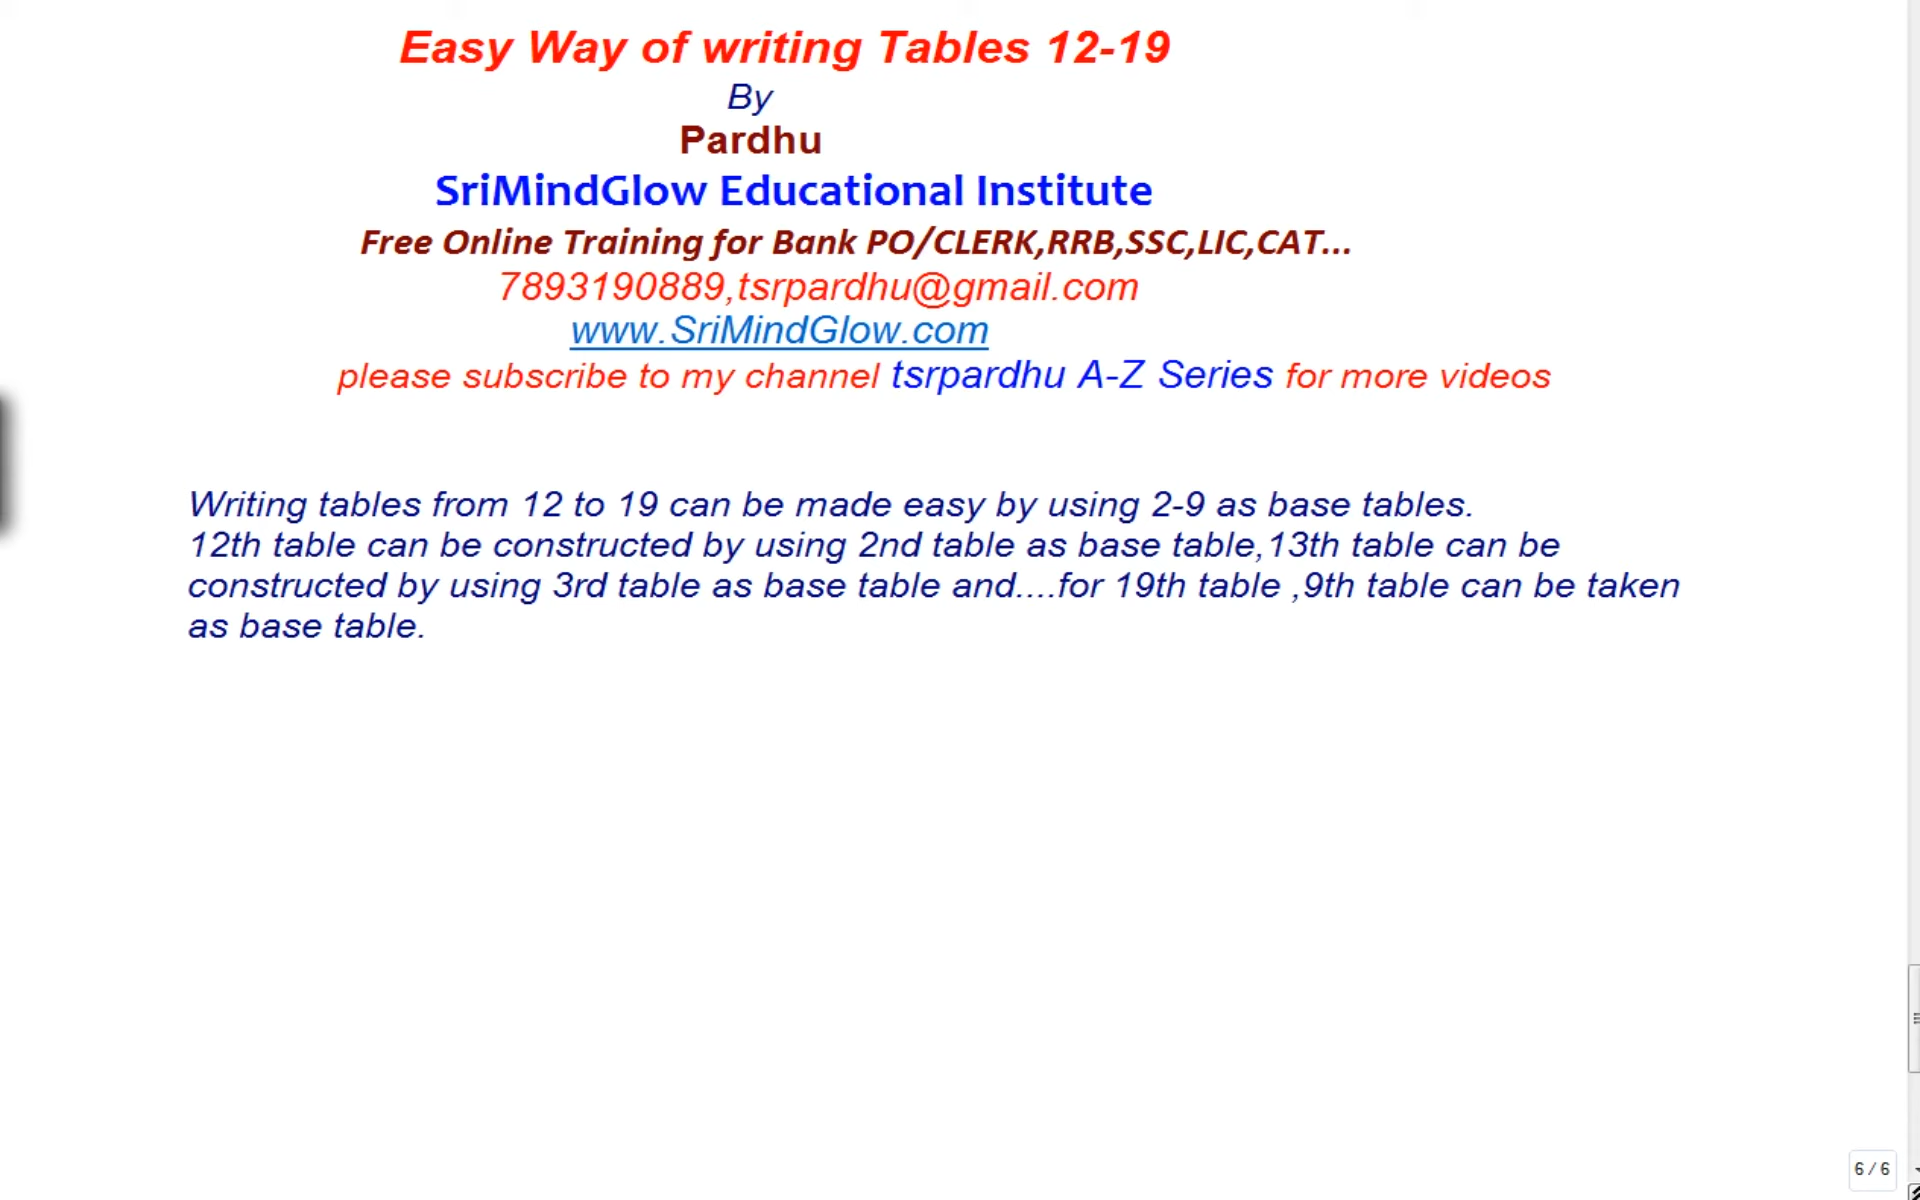 Easy Way of writing Tables 12-19
By
Pardhu
SriMindGlow Educational Institute
Free Online Training for Bank PO/CLERK,RRB,SSC,LIC,CAT...
7893190889,tsrpardhu@gmail.com
www.SriMindGlow.com
please subscribe to my channel tsrpardhu A-Z Series for more videos
Writing tables from 12 to 19 can be made easy by using 2-9 as base tables.
12th table can be constructed by using 2nd table as base table,13th table can be
constructed by using 3rd table as base table and....for 19th table ,9th table can be taken
as base table.
6 / 6